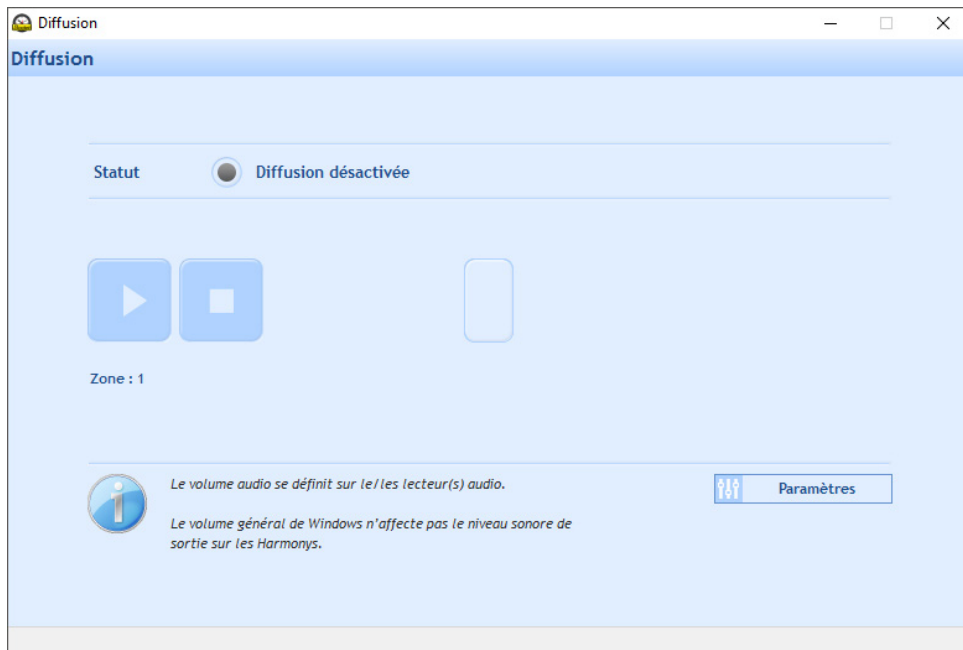 Diffusion
Diffusion
Statut
Diffusion désactivée
Zone : 1
Le volume audio se définit sur le/les lecteur(s) audio.
Le volume général de Windows n’affecte pas le niveau sonore de
sortie sur les Harmonys.
Paramètres